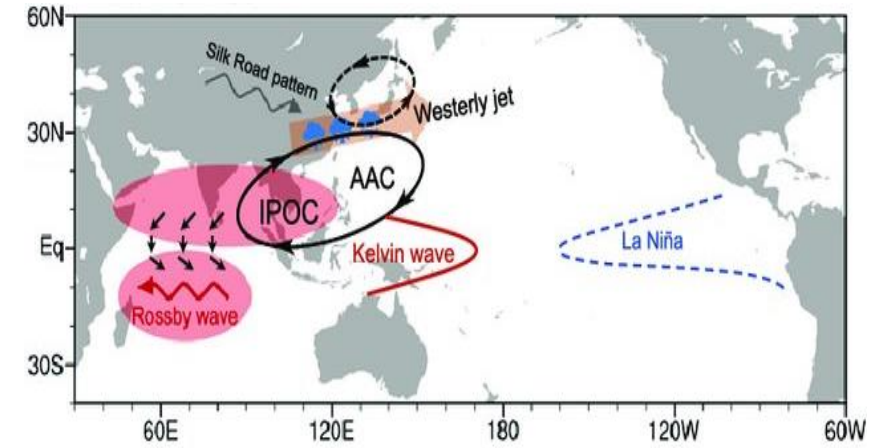 60N
Silk Road pattern
Westerly jet
30N
AAC
IPOC
Eq
Kelvin wave
La Niña
Rossby wave
30S
60E
120E
180
120W
60W